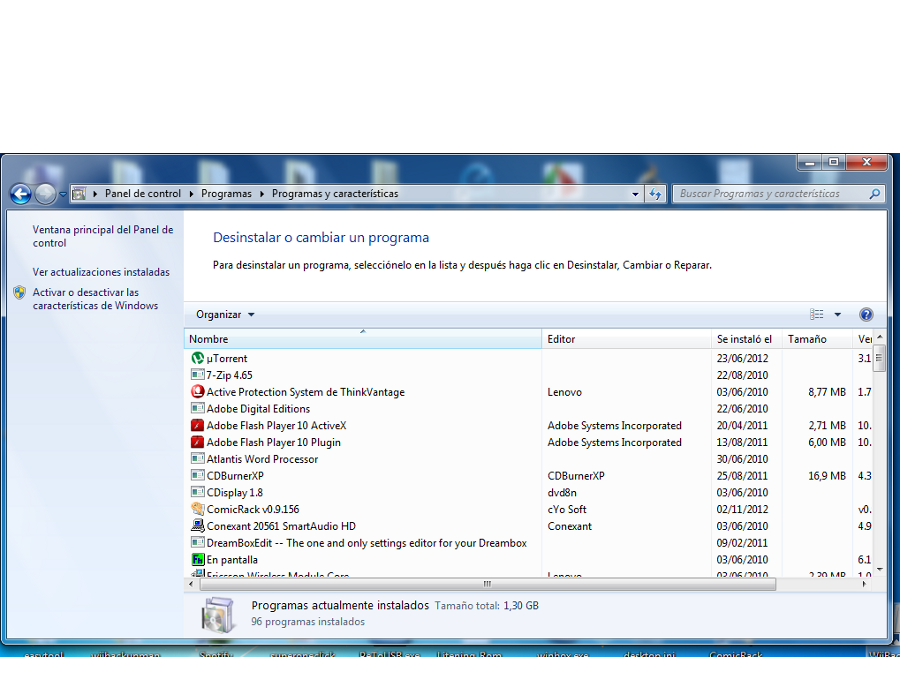 Panel de control ▸ Programas ▸ Programas y características
Buscar Programas y características
Ventana principal del Panel de control
Ver actualizaciones instaladas
Activar o desactivar las características de Windows
Desinstalar o cambiar un programa
Para desinstalar un programa, selecciónelo en la lista y después haga clic en Desinstalar, Cambiar o Reparar.
Organizar
Nombre Editor Se instaló el Tamaño Ver
µTorrent 23/06/2012 3.1
7-Zip 4.65 22/08/2010
Active Protection System de ThinkVantage Lenovo 03/06/2010 8,77 MB 1.7
Adobe Digital Editions 22/06/2010
Adobe Flash Player 10 ActiveX Adobe Systems Incorporated 20/04/2011 2,71 MB 10.
Adobe Flash Player 10 Plugin Adobe Systems Incorporated 13/08/2011 6,00 MB 10.
Atlantis Word Processor 30/06/2010
CDBurnerXP CDBurnerXP 25/08/2011 16,9 MB 4.3
CDisplay 1.8 dvd8n 03/06/2010
ComicRack v0.9.156 cYo Soft 02/11/2012 v0.
Conexant 20561 SmartAudio HD Conexant 03/06/2010 4.9
DreamBoxEdit -- The one and only settings editor for your Dreambox 09/02/2011
En pantalla 03/06/2010 6.1
Ericsson Wireless Module Core Lenovo 03/06/2010 2,39 MB 1.0
Programas actualmente instalados Tamaño total: 1,30 GB
96 programas instalados
easytool wiibackupman Spotify superoneclick Litening Rom winbox.exe desktop.ini ComicRack